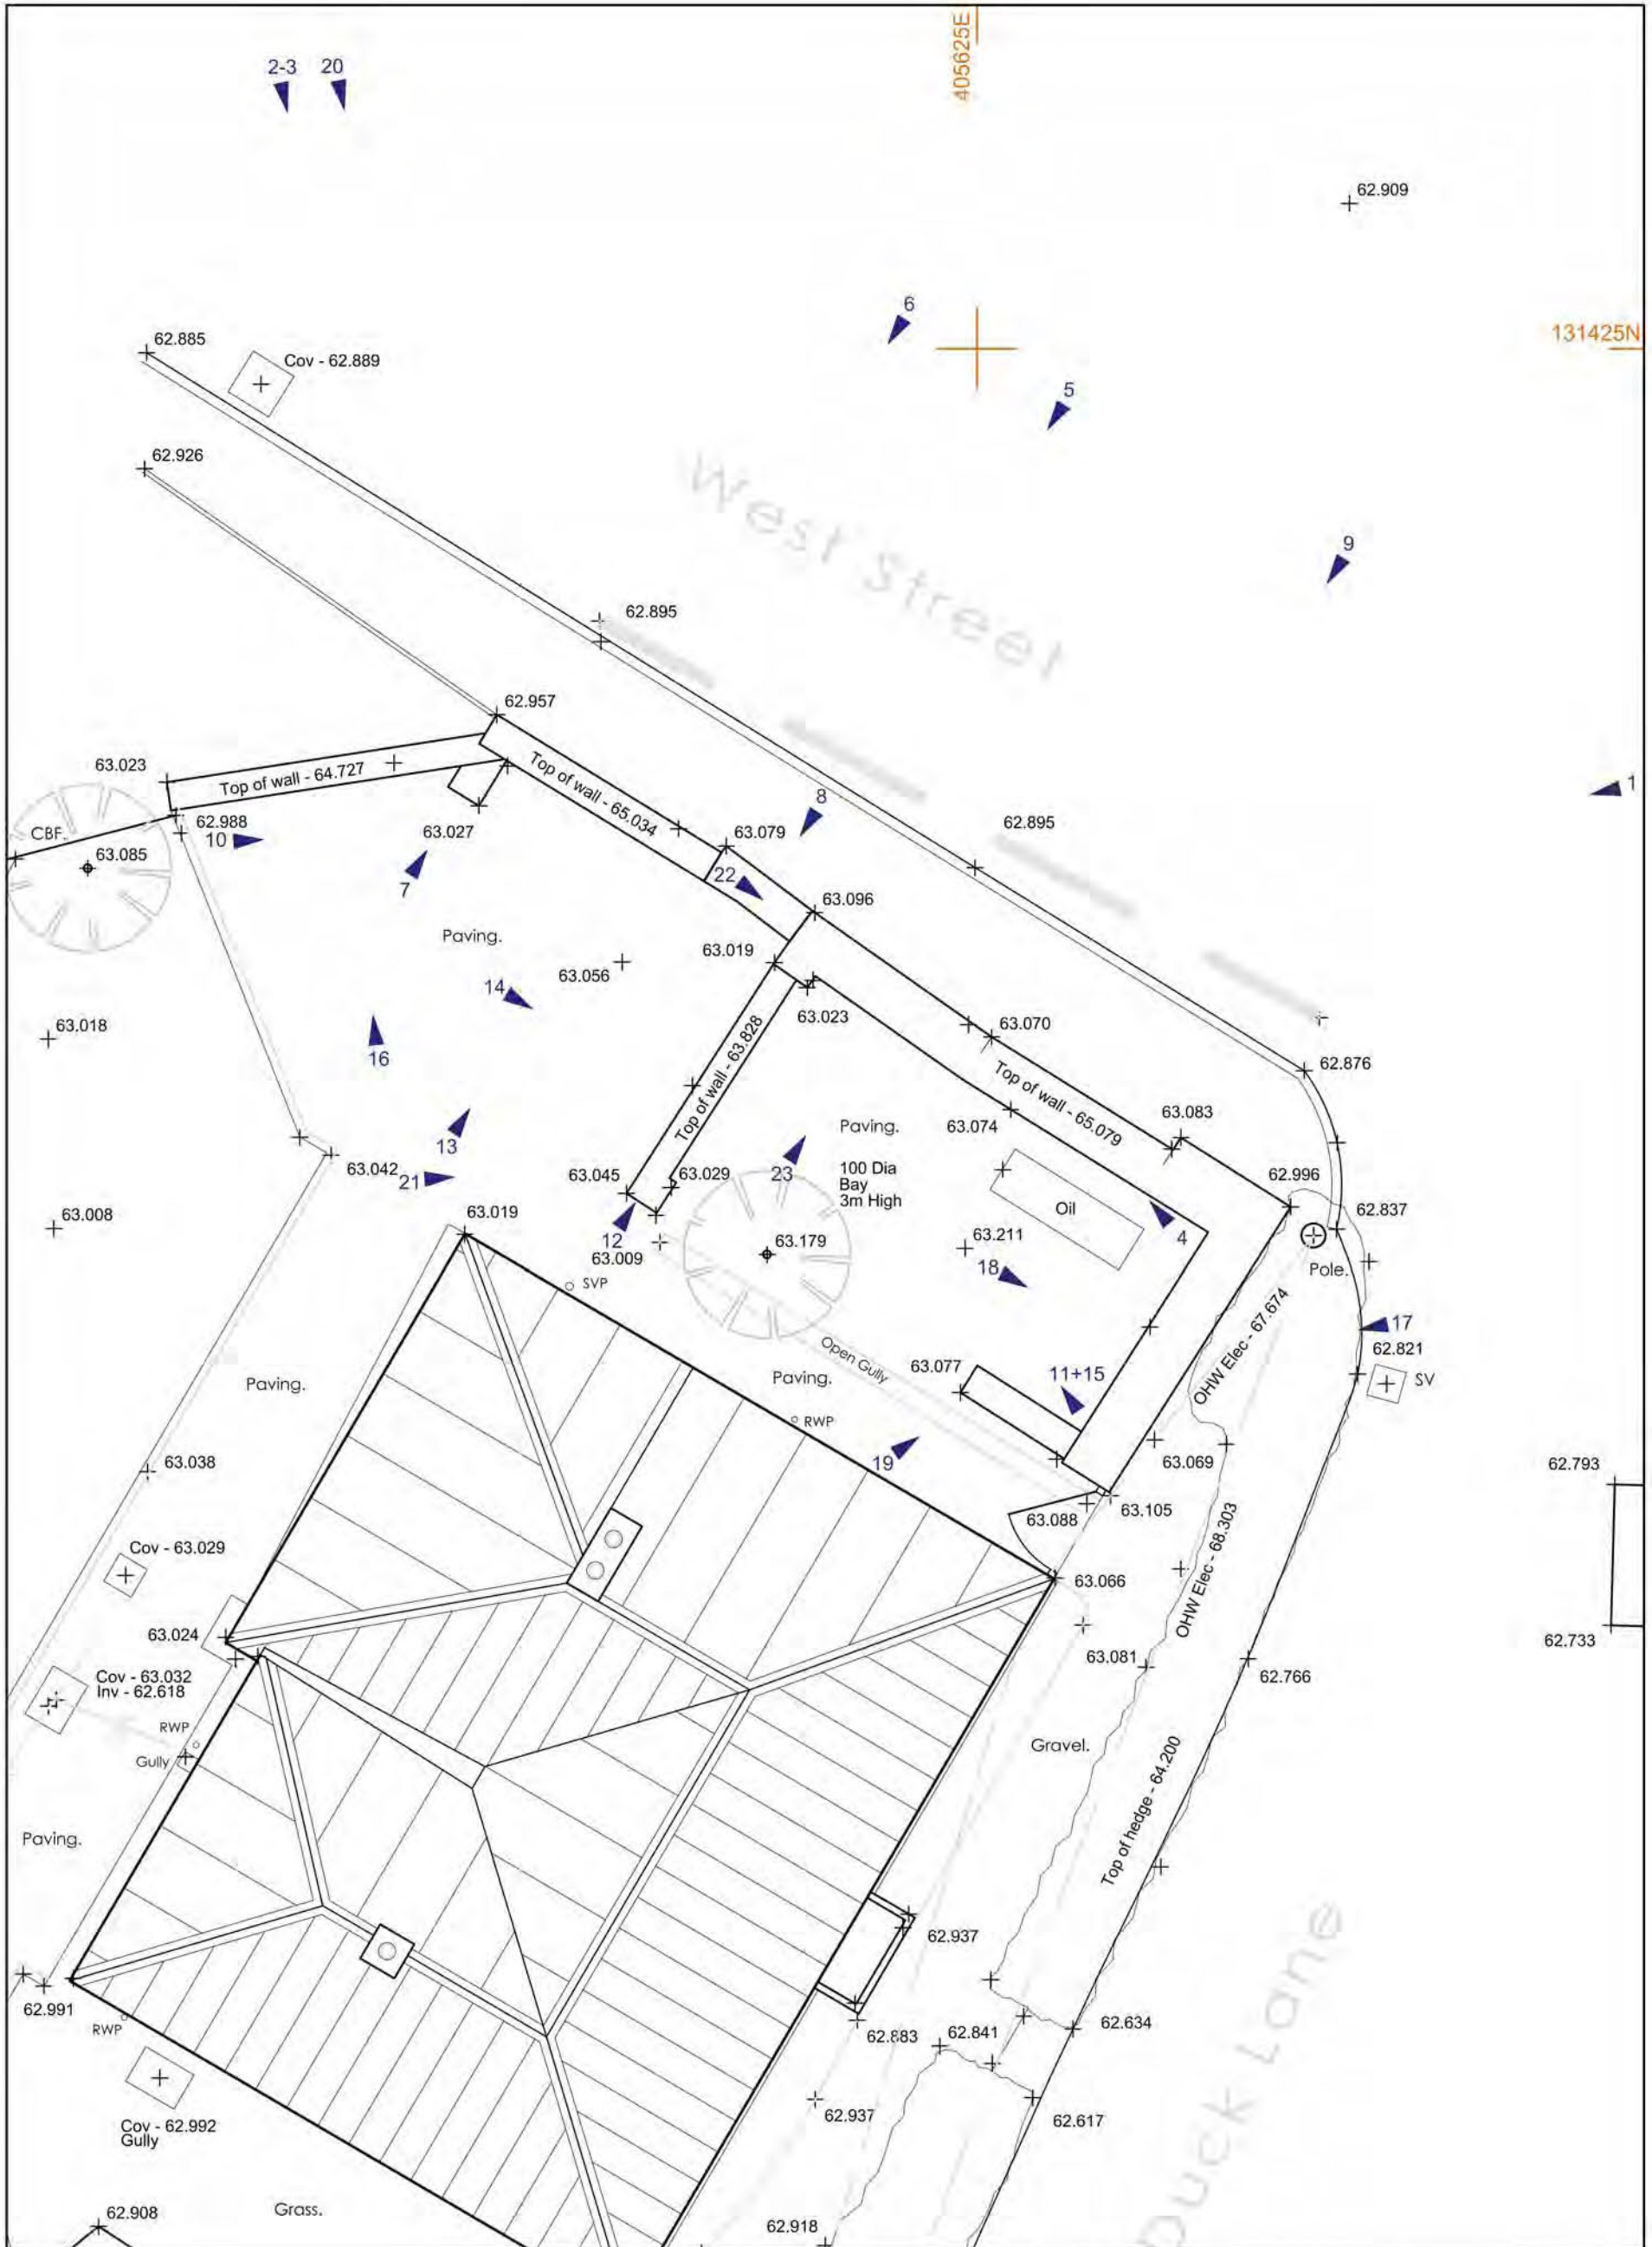 405625E
2-3
20
62.909
6
131425N
62.885
Cov - 62.889
5
62.926
West Street
9
62.895
62.957
1
63.023
Top of wall - 64.727
Top of wall - 65.034
8
62.895
CBF.
62.988
10
63.027
63.079
63.085
7
22
63.096
Paving.
63.019
63.056
14
63.023
63.018
63.070
16
Top of wall - 63.828
Top of wall - 65.079
62.876
Paving.
63.074
63.083
13
63.042
21
63.045
63.029
23
100 Dia
Bay
3m High
62.996
Oil
62.837
63.008
63.019
12
63.009
63.179
63.211
4
SVP
18
Pole.
OHW Elec - 67.674
17
62.821
SV
Open Gully
63.077
11+15
Paving.
Paving.
RWP
19
63.069
63.038
62.793
63.088
63.105
OHW Elec - 68.303
Cov - 63.029
63.066
63.024
63.081
62.733
62.766
Cov - 63.032
Inv - 62.618
RWP
Gully
Gravel.
Top of hedge - 64.200
Paving.
62.937
62.991
RWP
62.883
62.841
62.634
Duck Lane
62.937
62.617
Cov - 62.992
Gully
Grass.
62.908
62.918